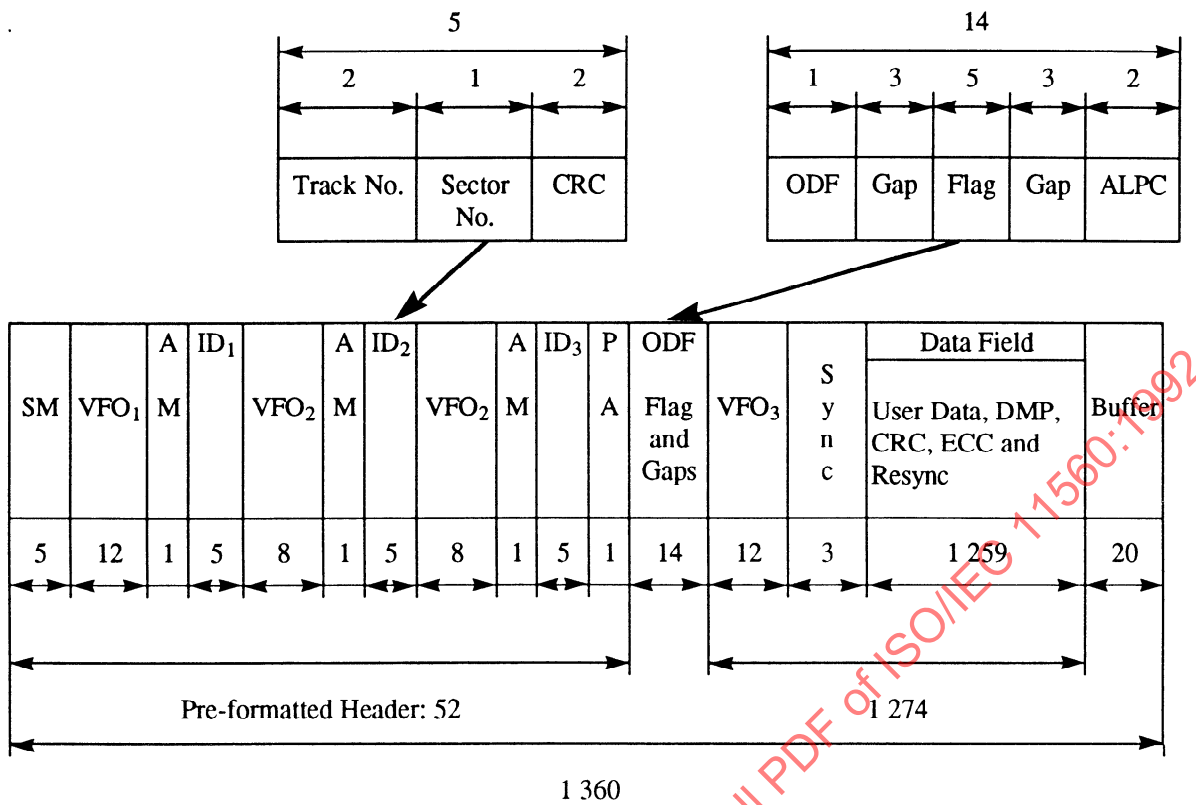 5
14
2 1 2
1 3 5 3 2
Track No. Sector No. CRC
ODF Gap Flag Gap ALPC
SM
VFO1
A M
ID1
VFO2
A M
ID2
VFO2
A M
ID3
P A
ODF
Flag
and
Gaps
VFO3
S y n c
Data Field
User Data, DMP,
CRC, ECC and
Resync
Buffer
5 12 1 5 8 1 5 8 1 5 1 14 12 3 1 259 20
Pre-formatted Header: 52
1 274
1 360
PDF of ISO/IEC 11560:1992